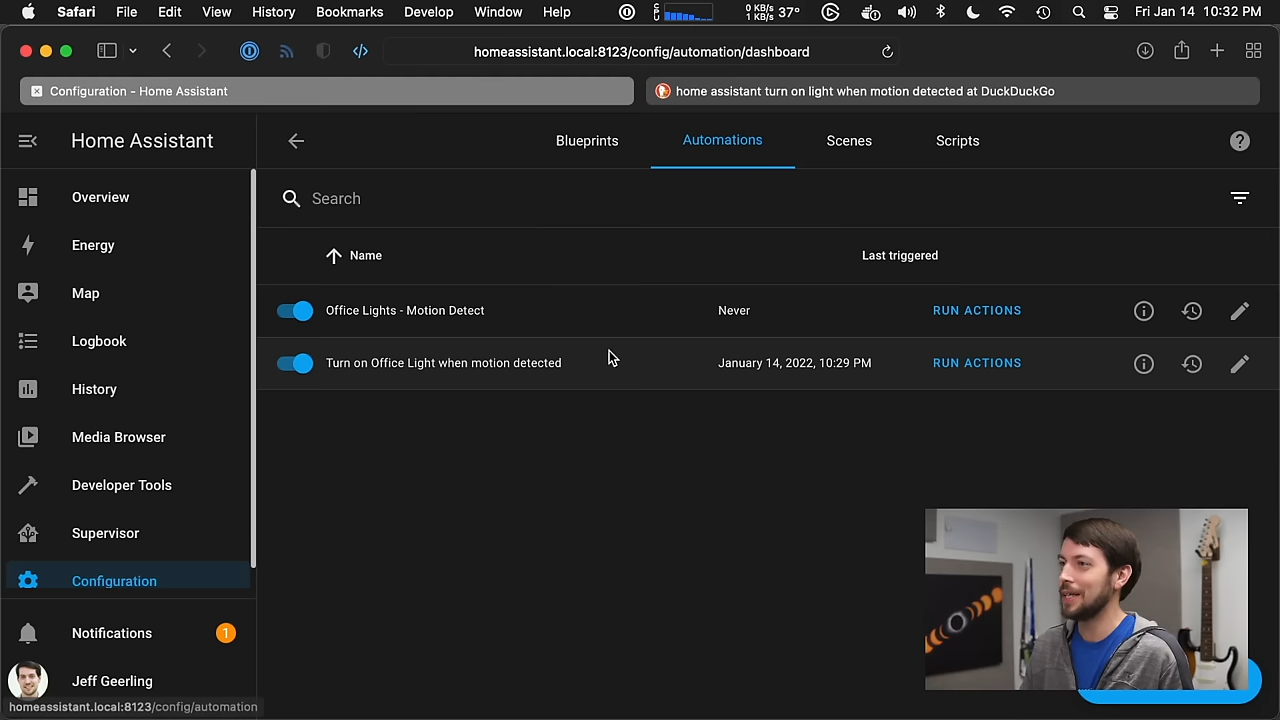 Safari File Edit View History Bookmarks Develop Window Help 0 KB/s 1 KB/s 37° Fri Jan 14 10:32 PM
homeassistant.local:8123/config/automation/dashboard
Configuration - Home Assistant
home assistant turn on light when motion detected at DuckDuckGo
Home Assistant
Blueprints Automations Scenes Scripts
Overview
Energy
Map
Logbook
History
Media Browser
Developer Tools
Supervisor
Configuration
Notifications 1
Jeff Geerling
homeassistant.local:8123/config/automation
Search
Name Last triggered
Office Lights - Motion Detect Never RUN ACTIONS
Turn on Office Light when motion detected January 14, 2022, 10:29 PM RUN ACTIONS